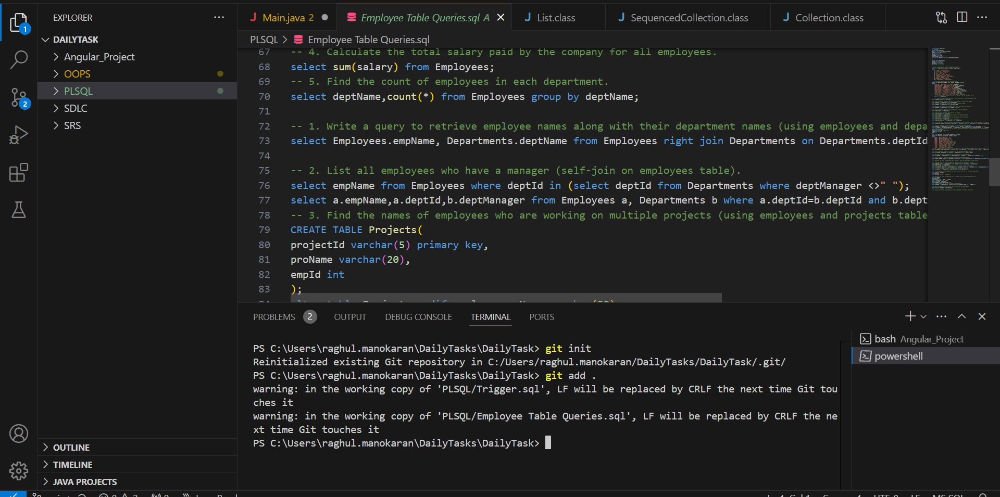 EXPLORER
DAILYTASK
Angular_Project
OOPS
PLSQL
SDLC
SRS
OUTLINE
TIMELINE
JAVA PROJECTS
1
2
Main.java 2
Employee Table Queries.sql A
List.class
SequencedCollection.class
Collection.class
PLSQL > Employee Table Queries.sql
67 -- 4. Calculate the total salary paid by the company for all employees.
68 select sum(salary) from Employees;
69 -- 5. Find the count of employees in each department.
70 select deptName,count(*) from Employees group by deptName;
71
72 -- 1. Write a query to retrieve employee names along with their department names (using employees and depa
73 select Employees.empName, Departments.deptName from Employees right join Departments on Departments.deptId
74
75 -- 2. List all employees who have a manager (self-join on employees table).
76 select empName from Employees where deptId in (select deptId from Departments where deptManager <>" ");
77 select a.empName,a.deptId,b.deptManager from Employees a, Departments b where a.deptId=b.deptId and b.dept
78 -- 3. Find the names of employees who are working on multiple projects (using employees and projects table
79 CREATE TABLE Projects(
80 projectId varchar(5) primary key,
81 proName varchar(20),
82 empId int
83 );
PROBLEMS 2 OUTPUT DEBUG CONSOLE TERMINAL PORTS
PS C:\Users\raghul.manokaran\DailyTasks\DailyTask> git init
Reinitialized existing Git repository in C:/Users/raghul.manokaran/DailyTasks/DailyTask/.git/
PS C:\Users\raghul.manokaran\DailyTasks\DailyTask> git add .
warning: in the working copy of 'PLSQL/Trigger.sql', LF will be replaced by CRLF the next time Git tou
ches it
warning: in the working copy of 'PLSQL/Employee Table Queries.sql', LF will be replaced by CRLF the ne
xt time Git touches it
PS C:\Users\raghul.manokaran\DailyTasks\DailyTask>
bash Angular_Project
powershell